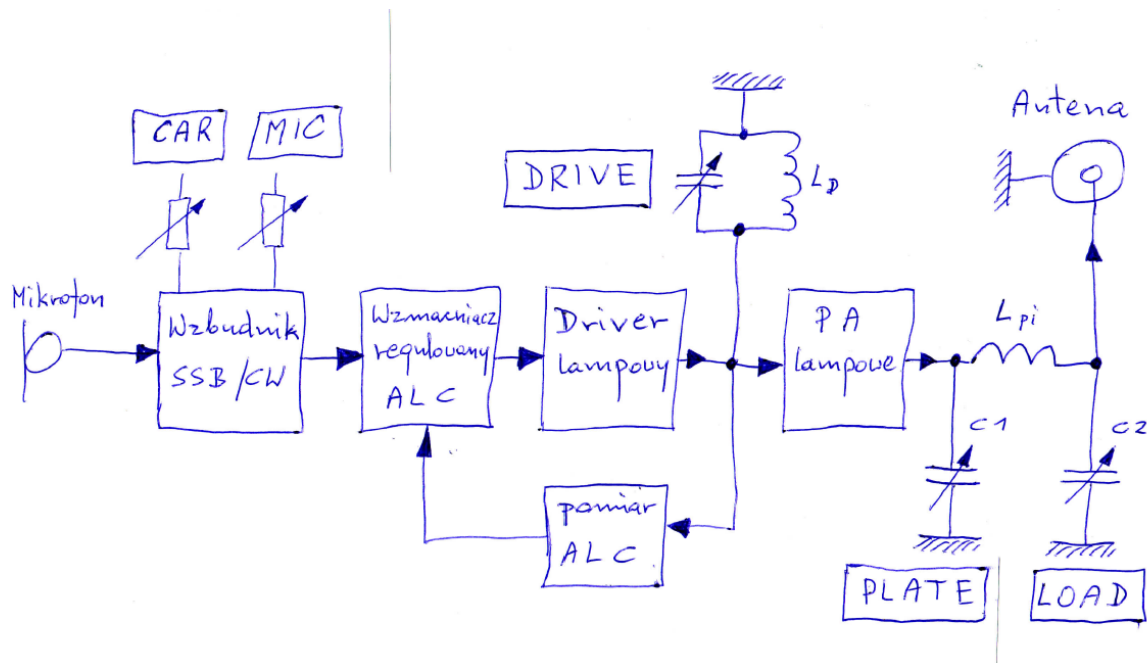 CAR
MIC
DRIVE
L_D
Antena
Mikrofon
Wzbudnik
SSB/CW
Wzmacniacz
regulowany
ALC
Driver
lampowy
PA
lampowe
Lpi
C1
C2
pomiar
ALC
PLATE
LOAD